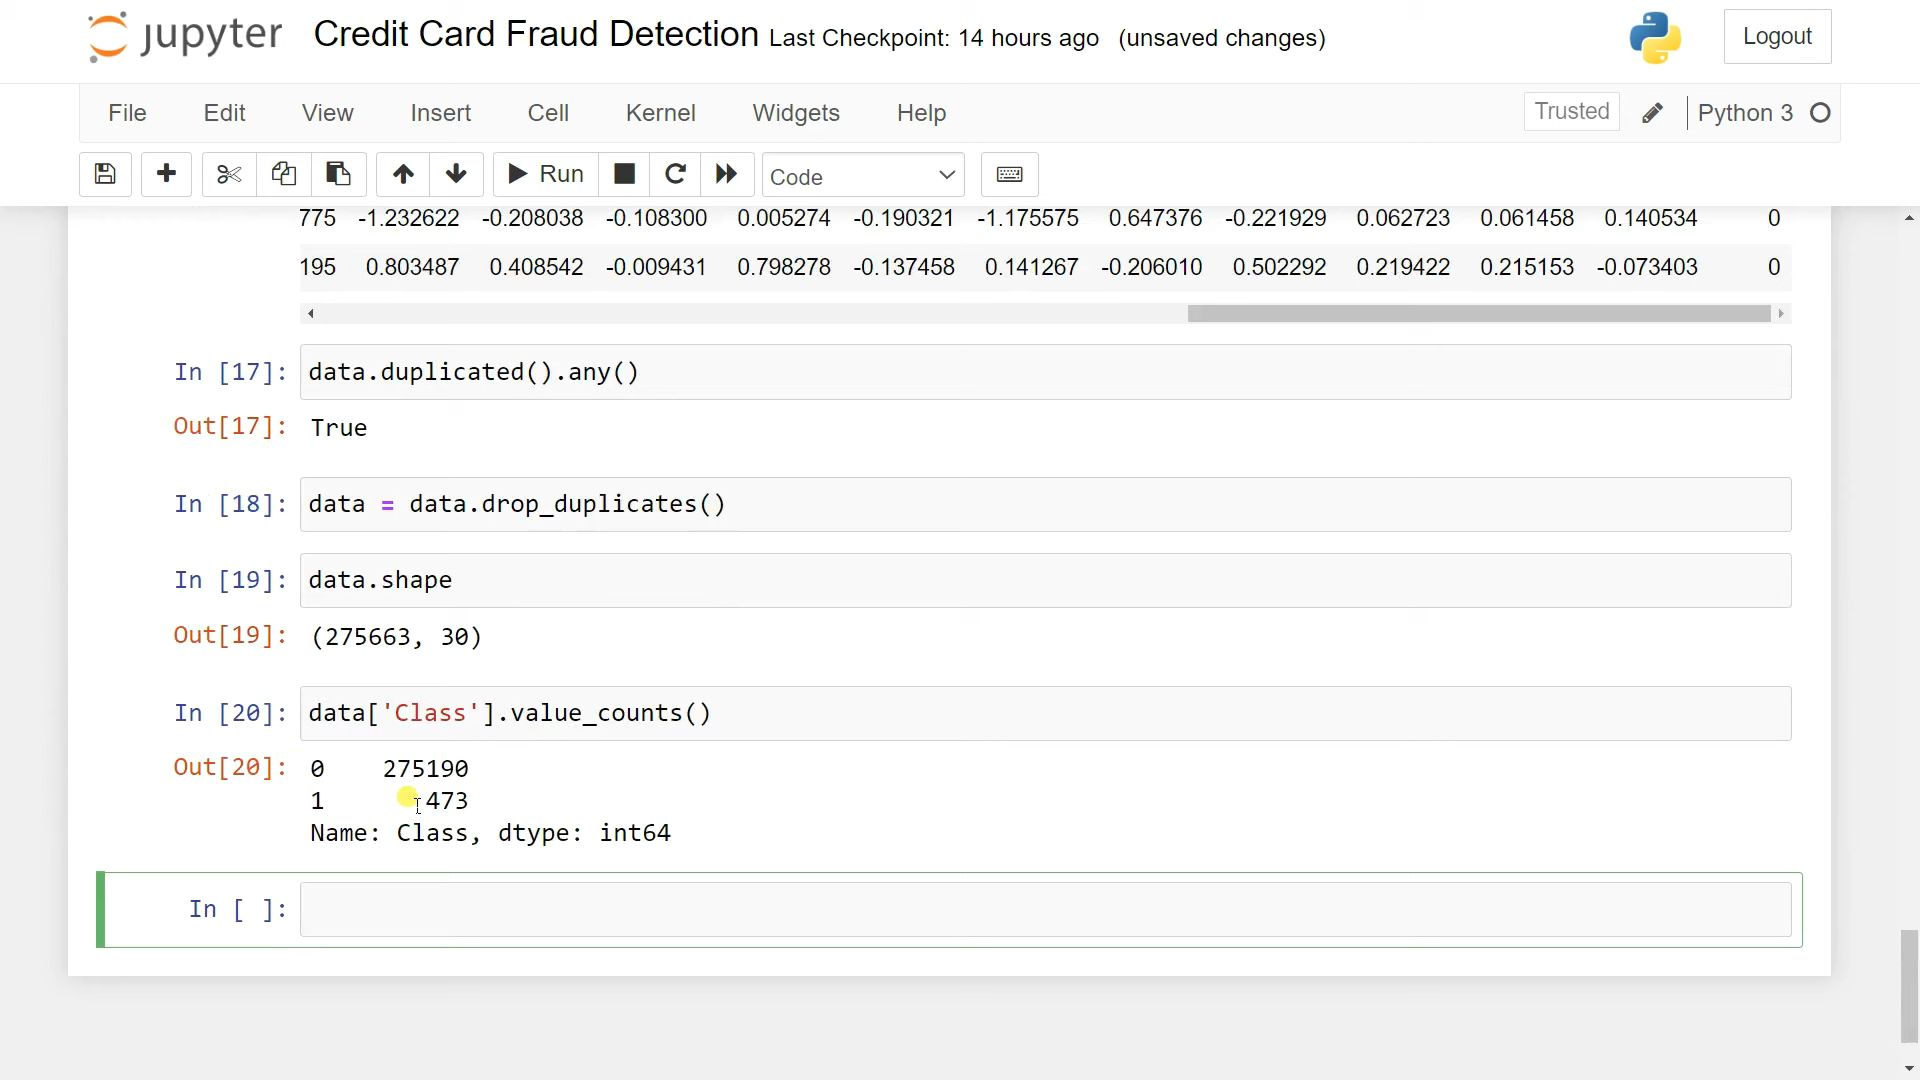 jupyter Credit Card Fraud Detection Last Checkpoint: 14 hours ago (unsaved changes) Logout
File Edit View Insert Cell Kernel Widgets Help Trusted Python 3
Run Code
775 -1.232622 -0.208038 -0.108300 0.005274 -0.190321 -1.175575 0.647376 -0.221929 0.062723 0.061458 0.140534 0
195 0.803487 0.408542 -0.009431 0.798278 -0.137458 0.141267 -0.206010 0.502292 0.219422 0.215153 -0.073403 0
In [17]: data.duplicated().any()
Out[17]: True
In [18]: data = data.drop_duplicates()
In [19]: data.shape
Out[19]: (275663, 30)
In [20]: data['Class'].value_counts()
Out[20]: 0 275190
1 473
Name: Class, dtype: int64
In [ ]: